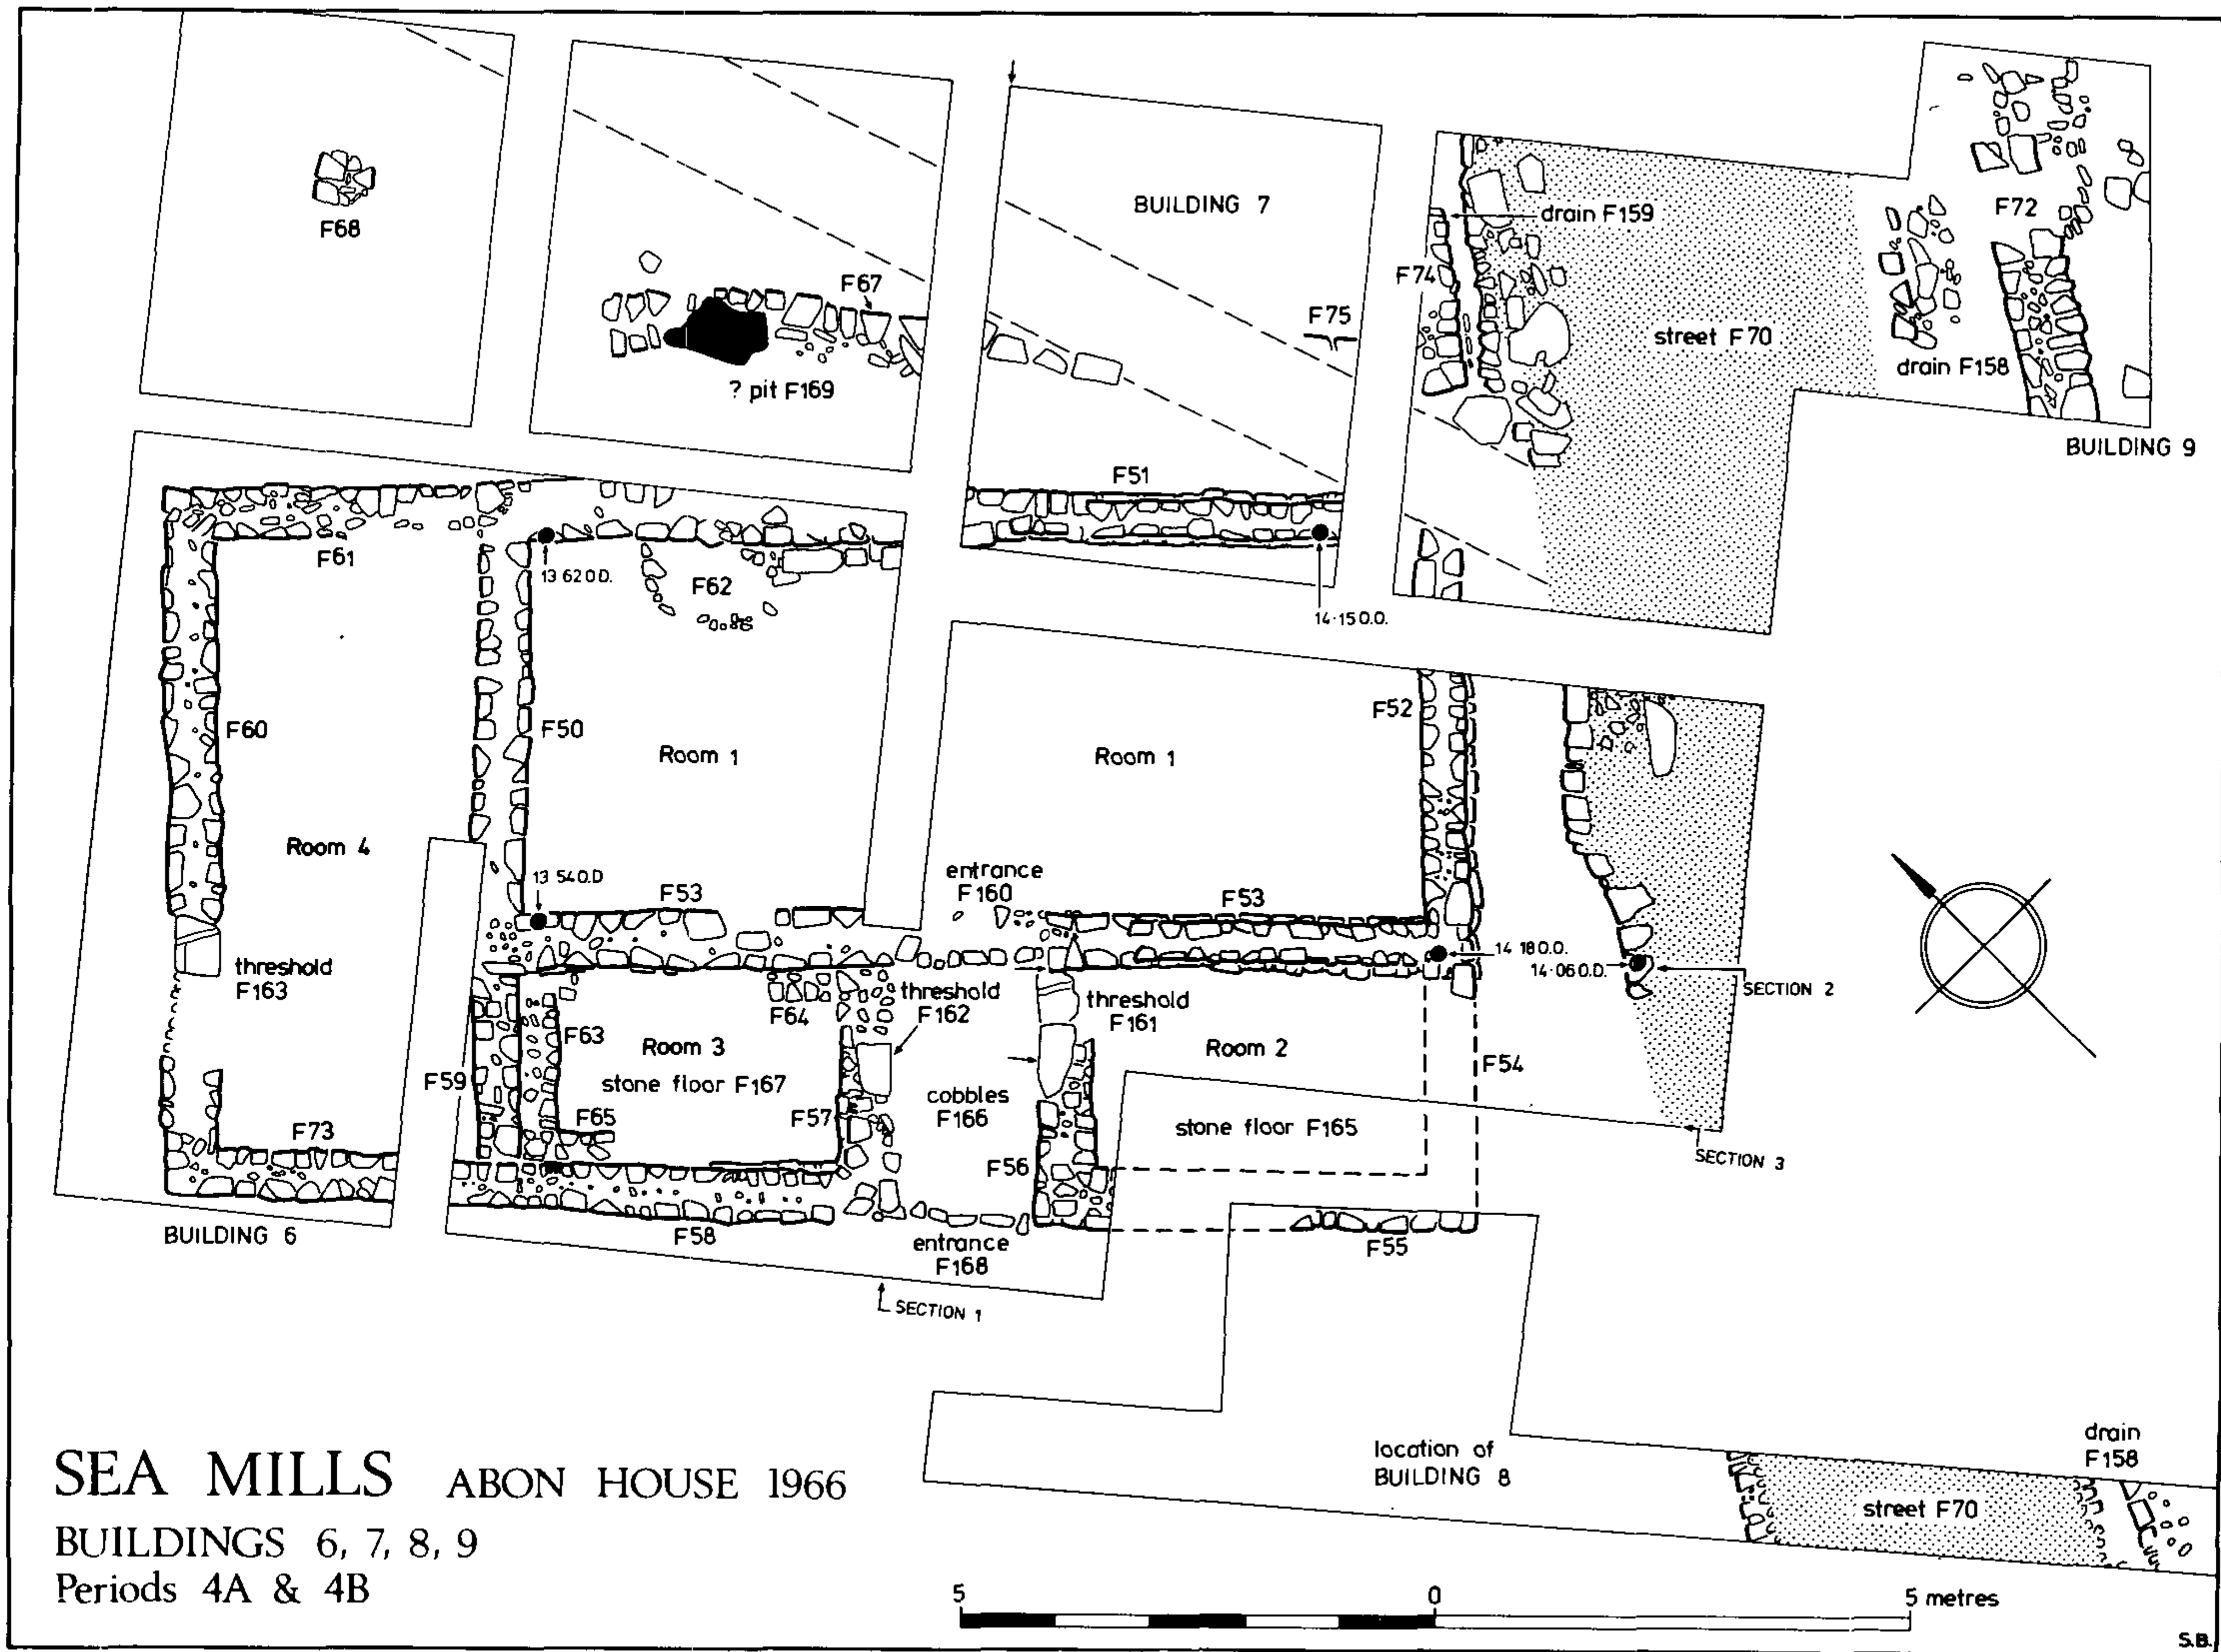 BUILDING 7
F68
F67
? pit F169
F75
drain F159
F74
street F70
F72
drain F158
BUILDING 9
F51
F61
13 62 O.D.
F62
14·15 O.D.
F60
F50
Room 1
Room 1
F52
Room 4
13 54 O.D
F53
entrance
F160
F53
threshold
F163
14 18 O.D.
14·06 O.D.
SECTION 2
F64
threshold
F162
threshold
F161
F63
Room 3
stone floor F167
Room 2
F54
F59
F65
F57
cobbles
F166
stone floor F165
F73
F56
SECTION 3
BUILDING 6
F58
entrance
F168
F55
SECTION 1
location of
BUILDING 8
drain
F158
street F70
SEA MILLS ABON HOUSE 1966
BUILDINGS 6, 7, 8, 9
Periods 4A & 4B
5 0 5 metres
S.B.